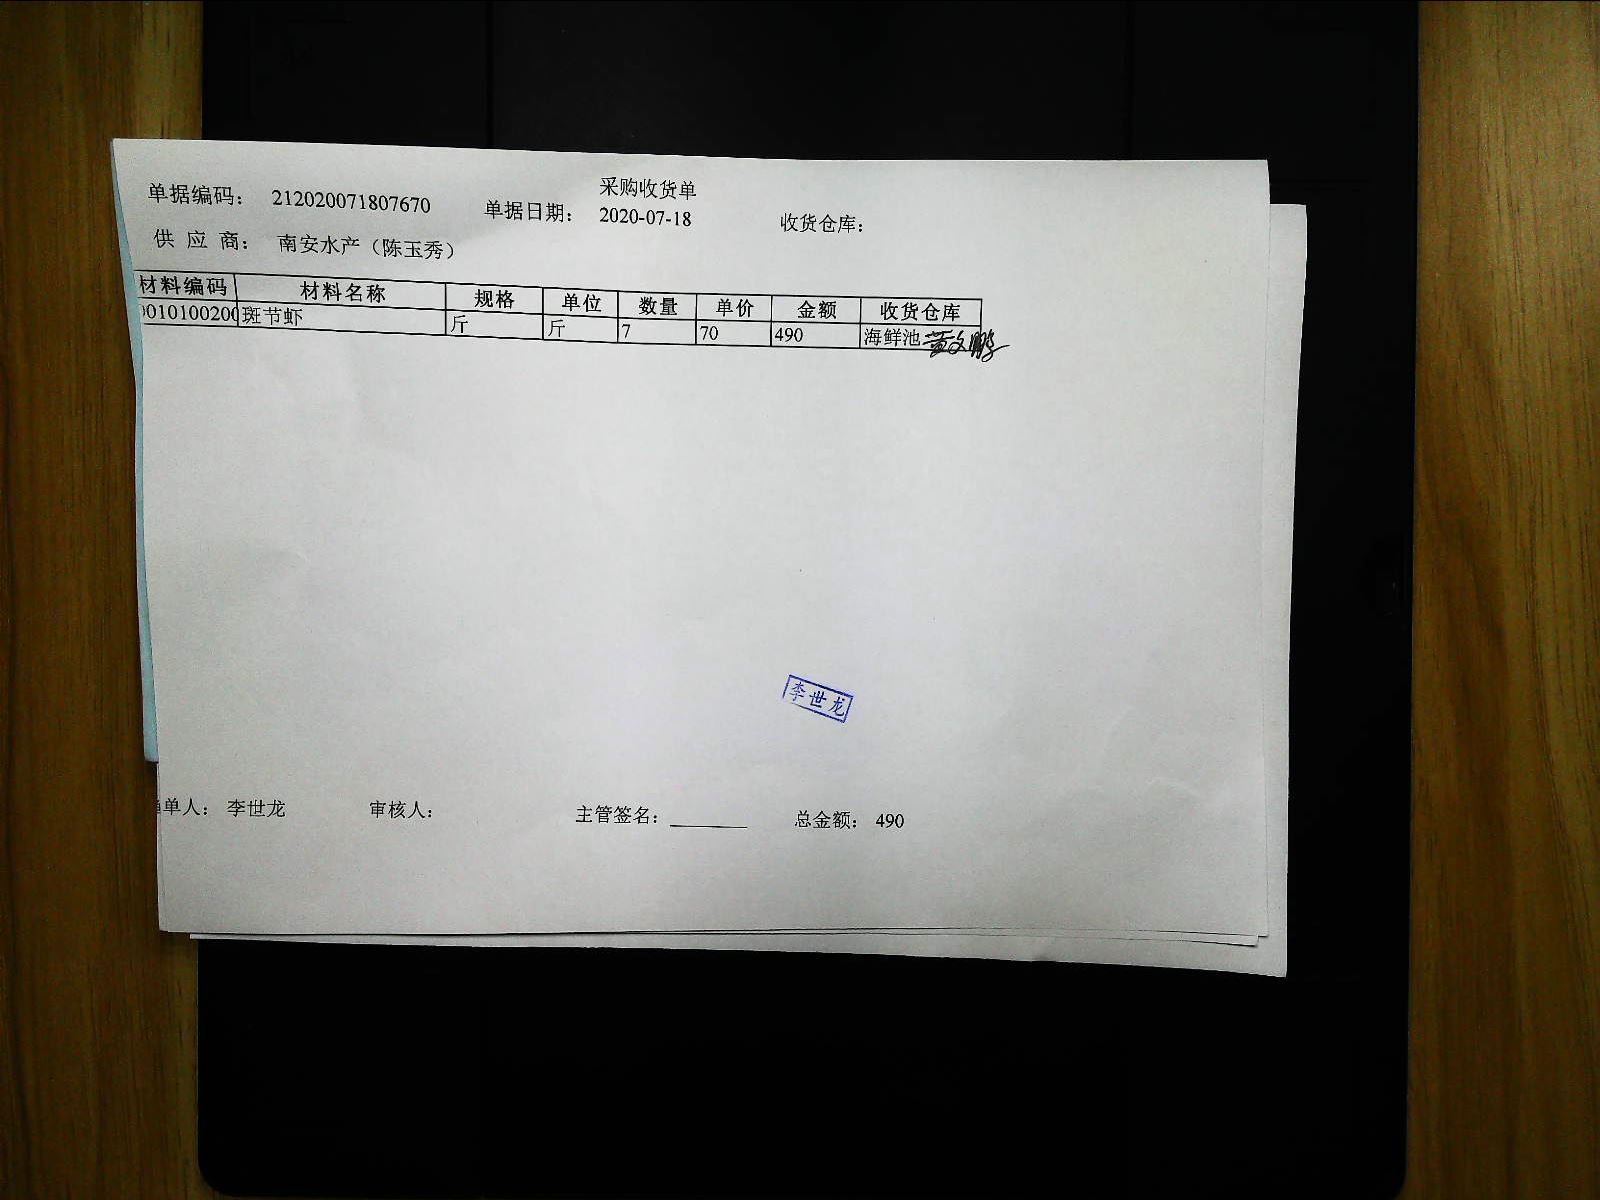 采购收货单
单据编码： 212020071807670 单据日期： 2020-07-18 收货仓库：
供 应 商： 南安水产（陈玉秀）
材料编码 材料名称 规格 单位 数量 单价 金额 收货仓库
010100200 斑节虾 斤 斤 7 70 490 海鲜池
李世龙
单人： 李世龙 审核人： 主管签名： 总金额： 490